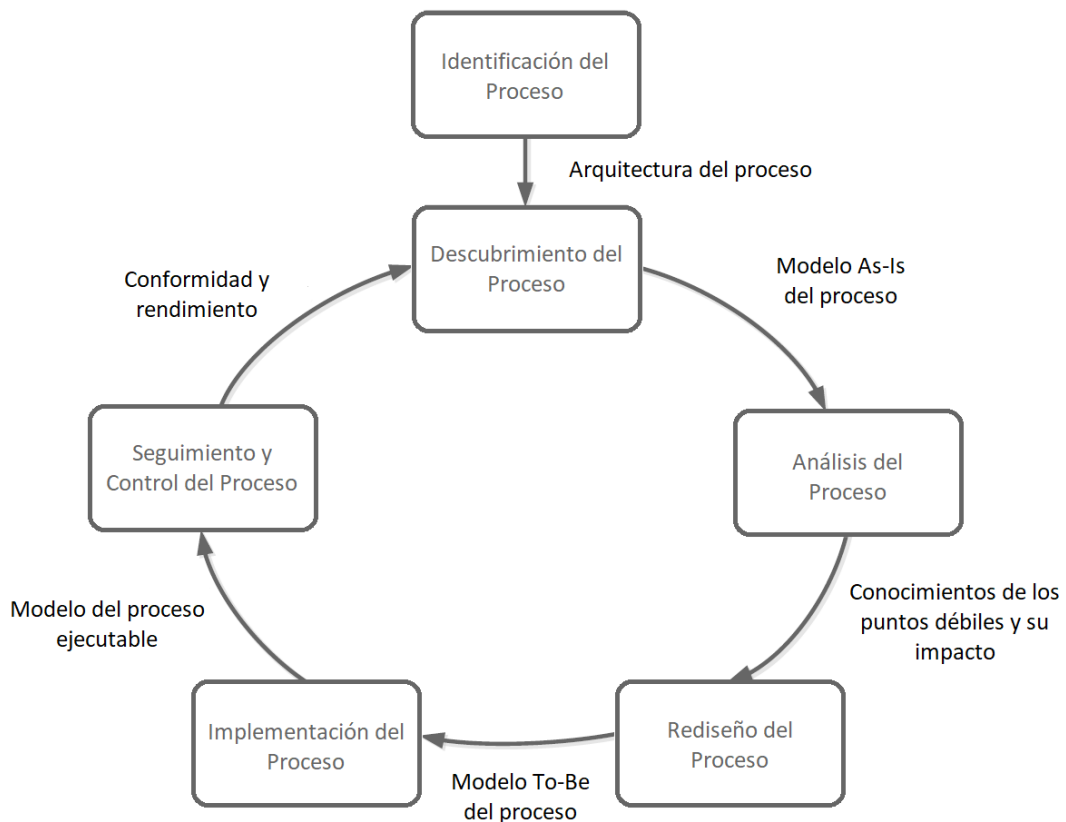 Identificación del
Proceso
Arquitectura del proceso
Descubrimiento del
Proceso
Modelo As-Is
del proceso
Conformidad y
rendimiento
Análisis del
Proceso
Seguimiento y
Control del Proceso
Conocimientos de los
puntos débiles y su
impacto
Modelo del proceso
ejecutable
Rediseño del
Proceso
Implementación del
Proceso
Modelo To-Be
del proceso